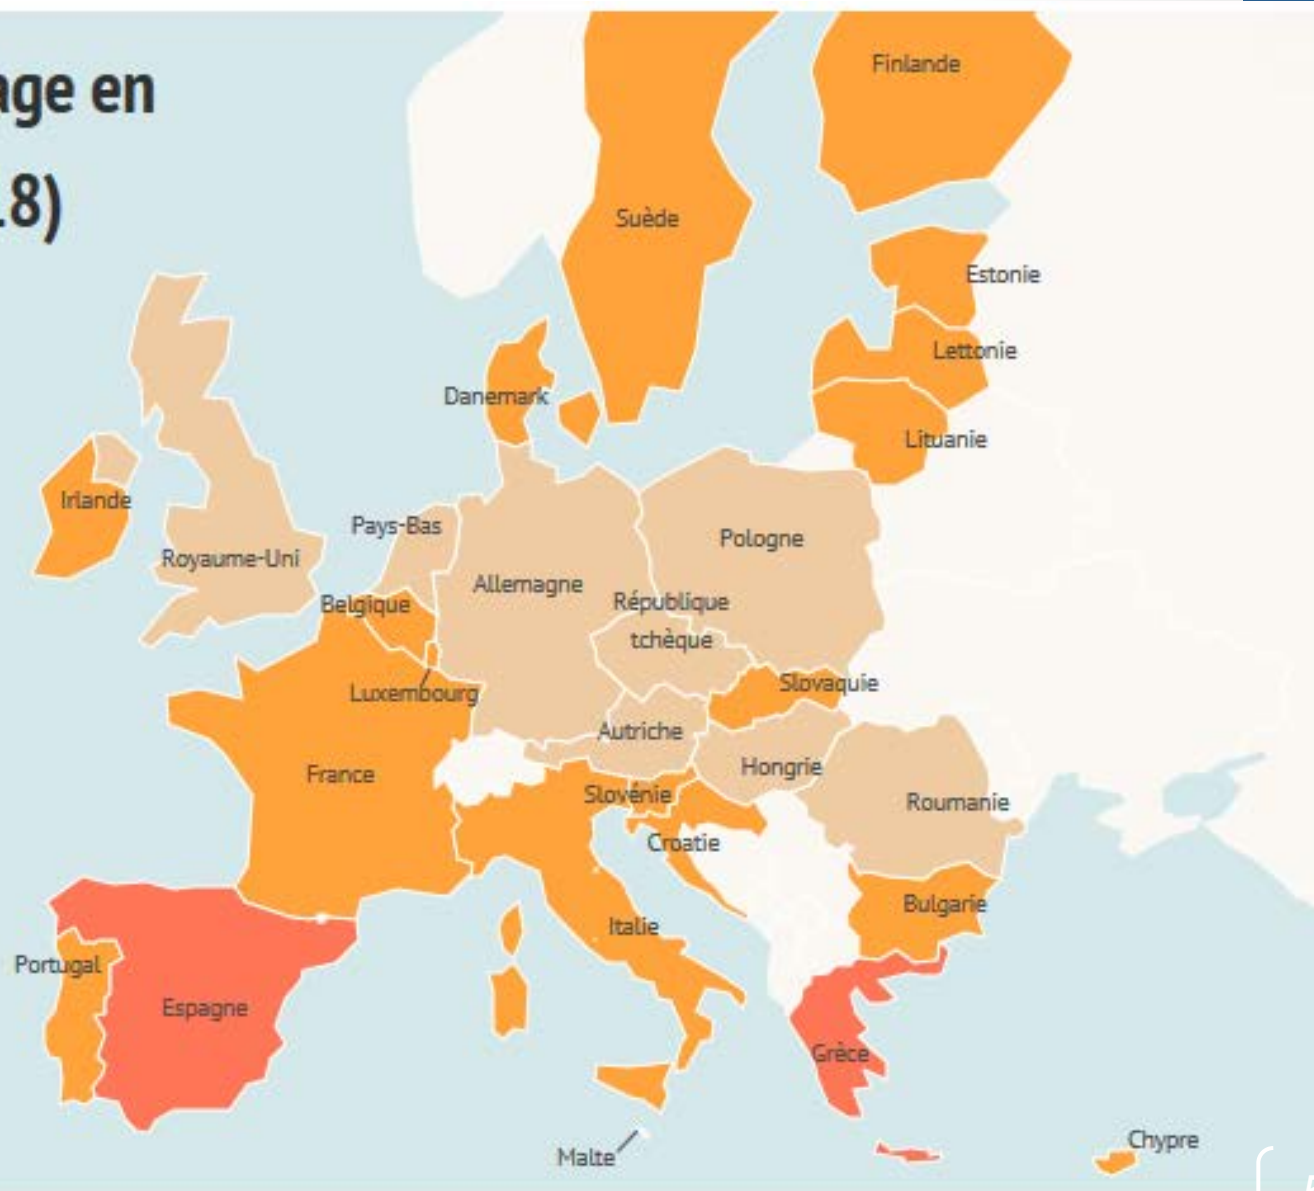 age en
.8)
Finlande
Suède
Estonie
Lettonie
Danemark
Lituanie
Irlande
Pays-Bas
Pologne
Royaume-Uni
Allemagne
Belgique
République
tchèque
Luxembourg
Slovaquie
Autriche
France
Hongrie
Slovénie
Roumanie
Croatie
Bulgarie
Italie
Portugal
Espagne
Grèce
Malte
Chypre